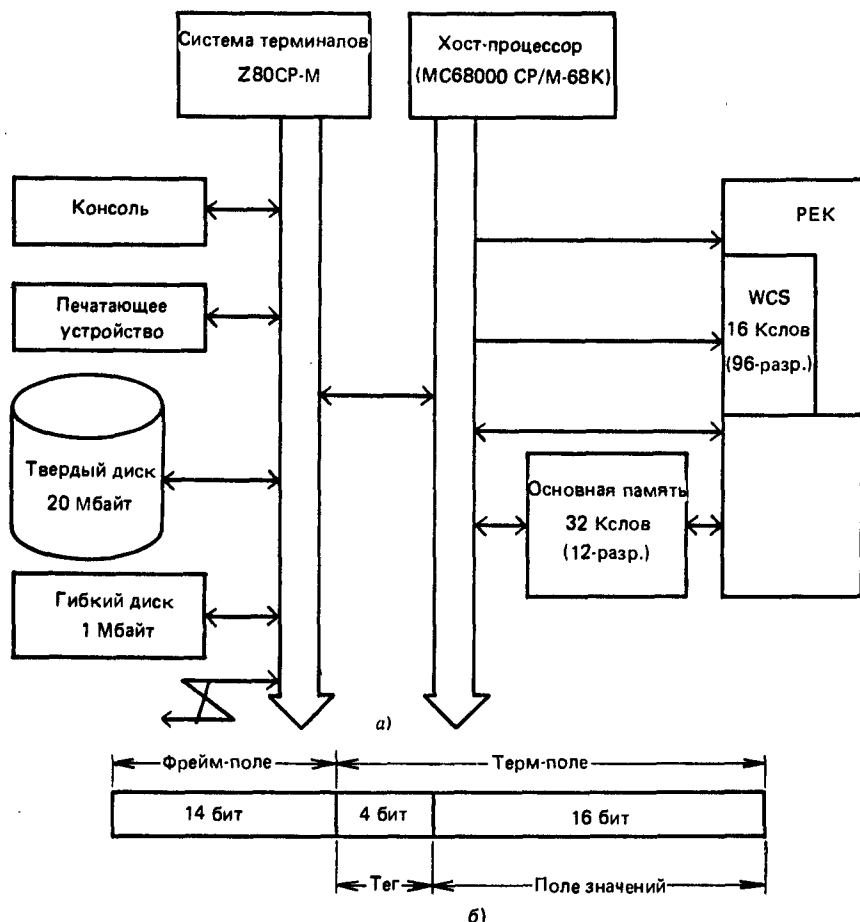 Система терминалов
Z80CP-M
Хост-процессор
(MC68000 CP/M-68K)
Консоль
Печатающее
устройство
Твердый диск
20 Мбайт
Гибкий диск
1 Мбайт
РЕК
WCS
16 Кслов
(96-разр.)
Основная память
32 Кслов
(12-разр.)
а)
Фрейм-поле
Терм-поле
14 бит
4 бит
16 бит
Тег
Поле значений
б)